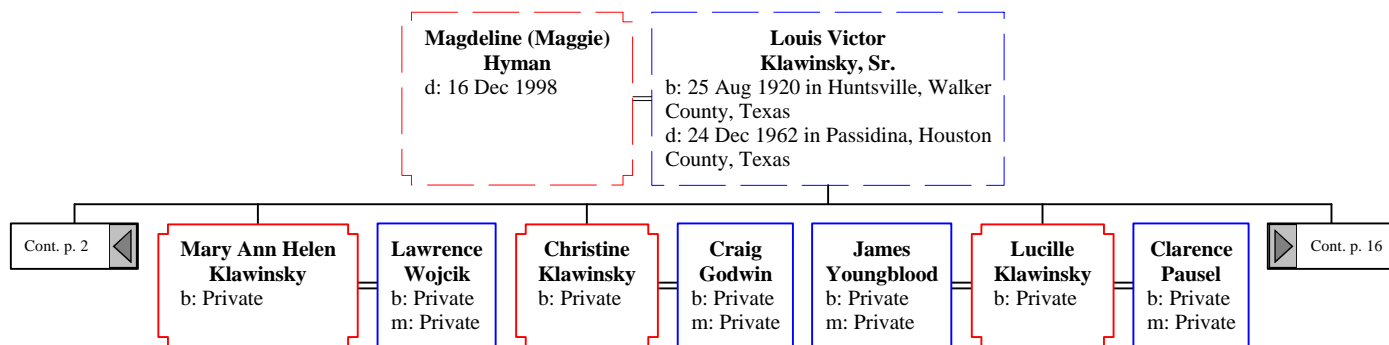 Magdeline (Maggie)
Hyman
d: 16 Dec 1998
Louis Victor
Klawinsky, Sr.
b: 25 Aug 1920 in Huntsville, Walker
County, Texas
d: 24 Dec 1962 in Passidina, Houston
County, Texas
Cont. p. 2
Mary Ann Helen
Klawinsky
b: Private
Lawrence
Wojcik
b: Private
m: Private
Christine
Klawinsky
b: Private
Craig
Godwin
b: Private
m: Private
James
Youngblood
b: Private
m: Private
Lucille
Klawinsky
b: Private
Clarence
Pausel
b: Private
m: Private
Cont. p. 16